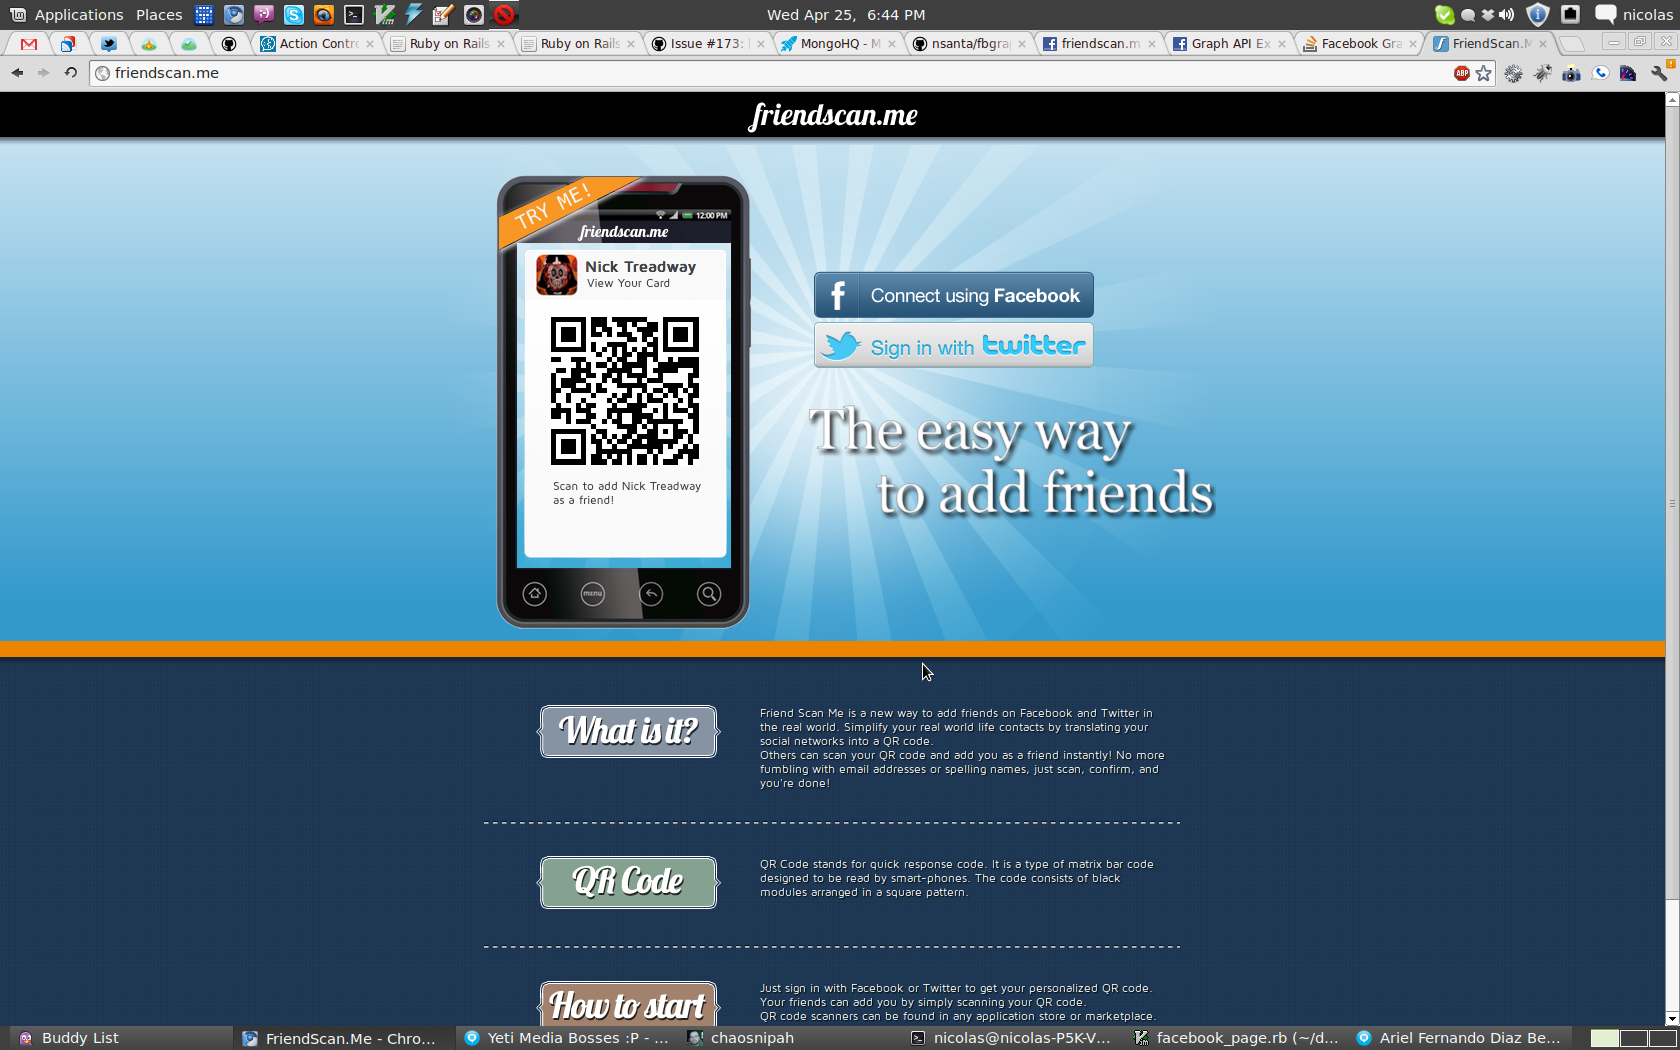 Applications Places
Wed Apr 25, 6:44 PM
nicolas
Action Contro
Ruby on Rails
Ruby on Rails
Issue #173:
MongoHQ - M
nsanta/fbgra
friendscan.m
Graph API Ex
Facebook Gra
FriendScan.M
friendscan.me
ABP
friendscan.me
TRY ME!
12:00 PM
friendscan.me
Nick Treadway
View Your Card
Scan to add Nick Treadway
as a friend!
menu
Connect using Facebook
Sign in with twitter
The easy way
to add friends
What is it?
Friend Scan Me is a new way to add friends on Facebook and Twitter in
the real world. Simplify your real world life contacts by translating your
social networks into a QR code.
Others can scan your QR code and add you as a friend instantly! No more
fumbling with email addresses or spelling names, just scan, confirm, and
you're done!
QR Code
QR Code stands for quick response code. It is a type of matrix bar code
designed to be read by smart-phones. The code consists of black
modules arranged in a square pattern.
How to start
Just sign in with Facebook or Twitter to get your personalized QR code.
Your friends can add you by simply scanning your QR code.
QR code scanners can be found in any application store or marketplace.
Buddy List
FriendScan.Me - Chro...
Yeti Media Bosses :P - ...
chaosnipah
nicolas@nicolas-P5K-V...
facebook_page.rb (~/d...
Ariel Fernando Diaz Be...